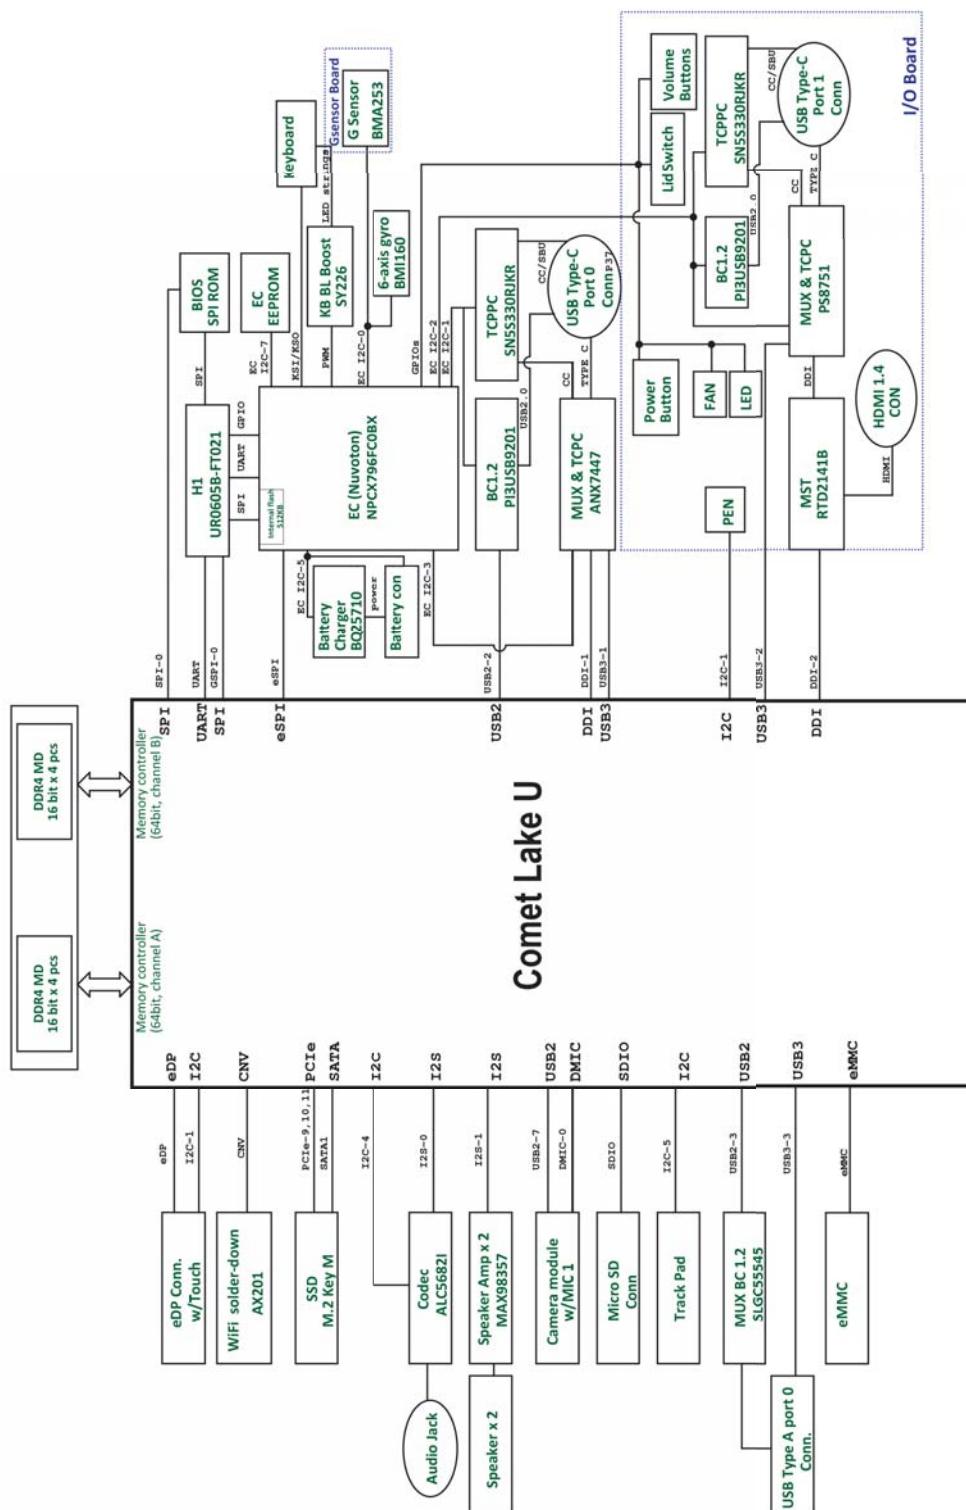 DDR4 MD
16 bit x 4 pcs
DDR4 MD
16 bit x 4 pcs
Memory controller
(64bit, channel A)
Memory controller
(64bit, channel B)
Comet Lake U
eDP
I2C
CNV
PCIe
SATA
I2C
I2S
I2S
USB2
DMIC
SDIO
I2C
USB2
USB3
eMMC
eDP
I2C-1
CNV
PCIe-9,10,11
SATA1
I2C-4
I2S-0
I2S-1
USB2-7
DMIC-0
SDIO
I2C-5
USB2-3
USB3-3
eMMC
eDP Conn.
w/Touch
WiFi solder-down
AX201
SSD
M.2 Key M
Codec
ALC5682I
Audio Jack
Speaker Amp x 2
MAX98357
Speaker x 2
Camera module
w/MIC 1
Micro SD
Conn
Track Pad
MUX BC 1.2
SLGC55545
USB Type A port 0
Conn.
eMMC
SPI
UART
SPI
eSPI
USB2
DDI
USB3
I2C
USB3
DDI
SPI-0
UART
GSPI-0
eSPI
USB2-2
DDI-1
USB3-1
I2C-1
USB3-2
DDI-2
BIOS
SPI ROM
SPI
H1
UR0605B-FT021
SPI
UART
GPIO
EC
EEPROM
EC
I2C-7
Internal flash
512KB
EC (Nuvoton)
NPCX796FC0BX
keyboard
KSI/KSO
LED strings
KB BL Boost
SY226
PWM
Gsensor Board
G Sensor
BMA253
6-axis gyro
BMI160
EC I2C-0
GPIOs
EC I2C-2
EC I2C-1
EC I2C-5
Battery
Charger
BQ25710
power
Battery con
EC I2C-3
BC1.2
PI3USB9201
TCPPC
SN5S330RJKR
USB2.0
CC/SBU
USB Type-C
Port 0
Conn
P37
CC
TYPE C
MUX & TCPC
ANX7447
I/O Board
Volume
Buttons
Lid Switch
Power
Button
FAN
LED
PEN
TCPPC
SN5S330RJKR
BC1.2
PI3USB9201
CC/SBU
USB Type-C
Port 1
Conn
USB2.0
CC
TYPE C
MUX & TCPC
PS8751
DDI
MST
RTD2141B
HDMI
HDMI 1.4
CON